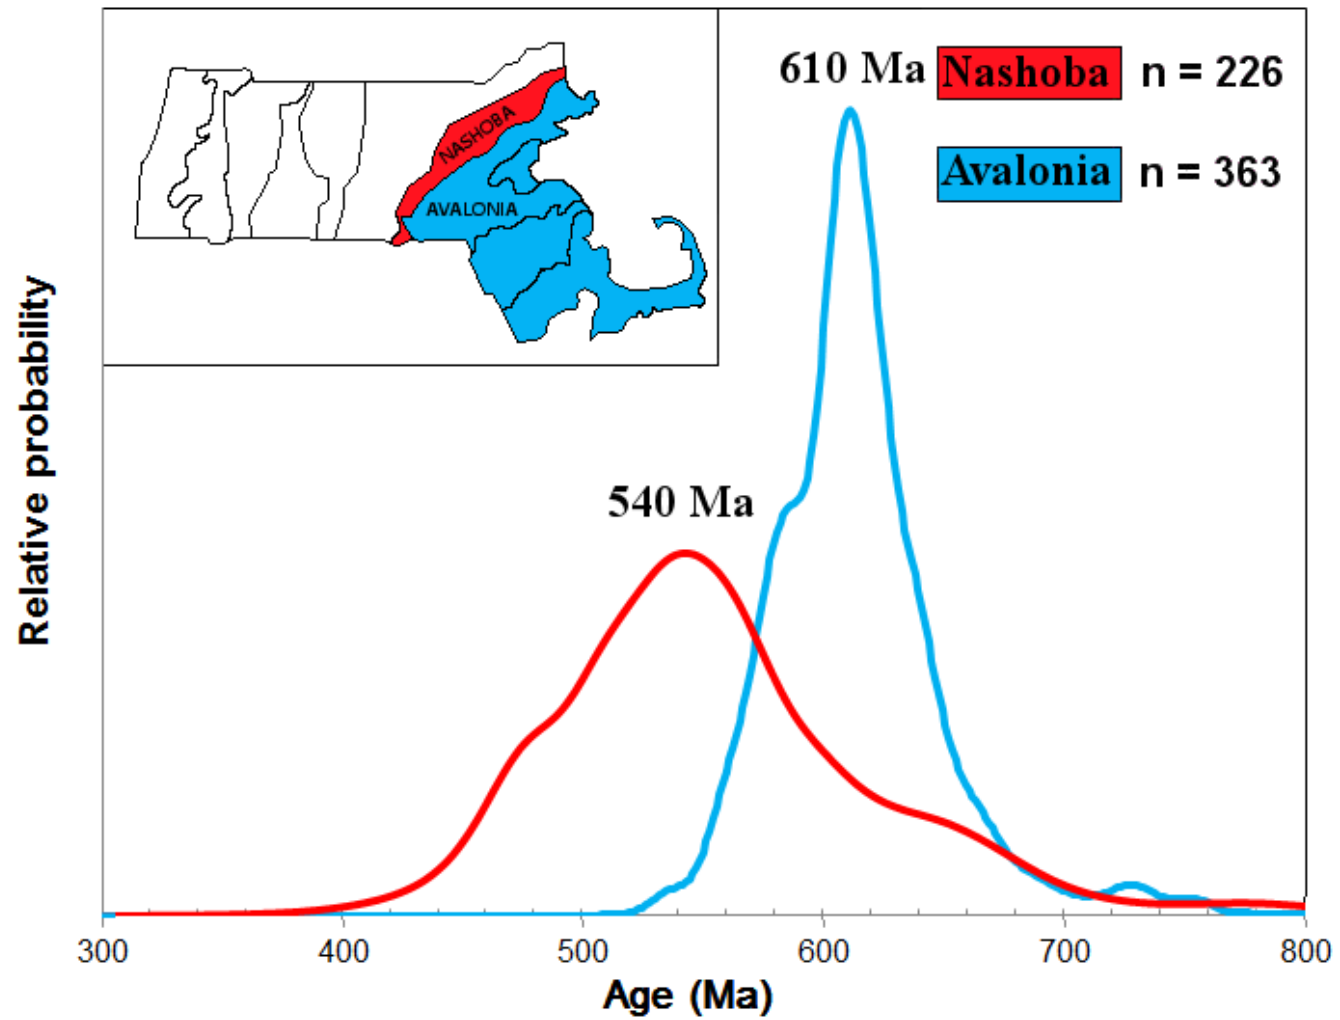 610 Ma
Nashoba n = 226
Avalonia n = 363
NASHOBA
AVALONIA
540 Ma
Relative probability
300 400 500 600 700 800
Age (Ma)